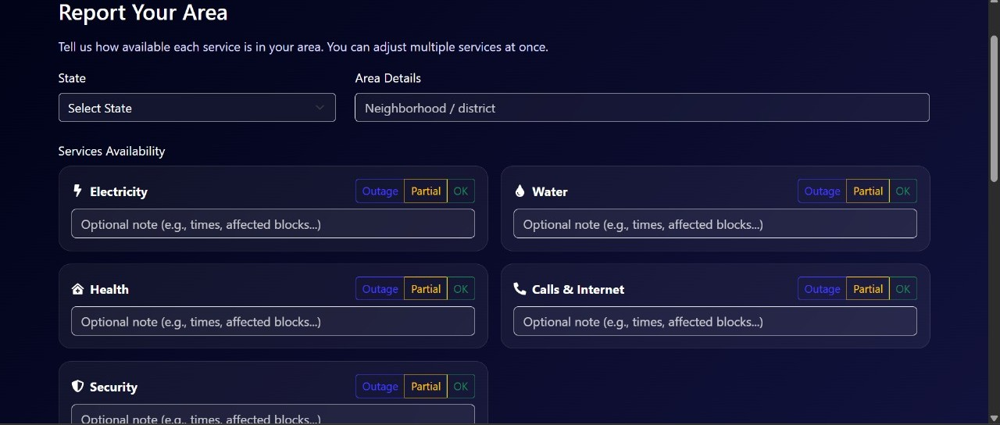 Report Your Area
Tell us how available each service is in your area. You can adjust multiple services at once.
State
Area Details
Select State
Neighborhood / district
Services Availability
Electricity
Outage Partial OK
Optional note (e.g., times, affected blocks...)
Water
Outage Partial OK
Optional note (e.g., times, affected blocks...)
Health
Outage Partial OK
Optional note (e.g., times, affected blocks...)
Calls & Internet
Outage Partial OK
Optional note (e.g., times, affected blocks...)
Security
Outage Partial OK
Optional note (e.g., times, affected blocks...)